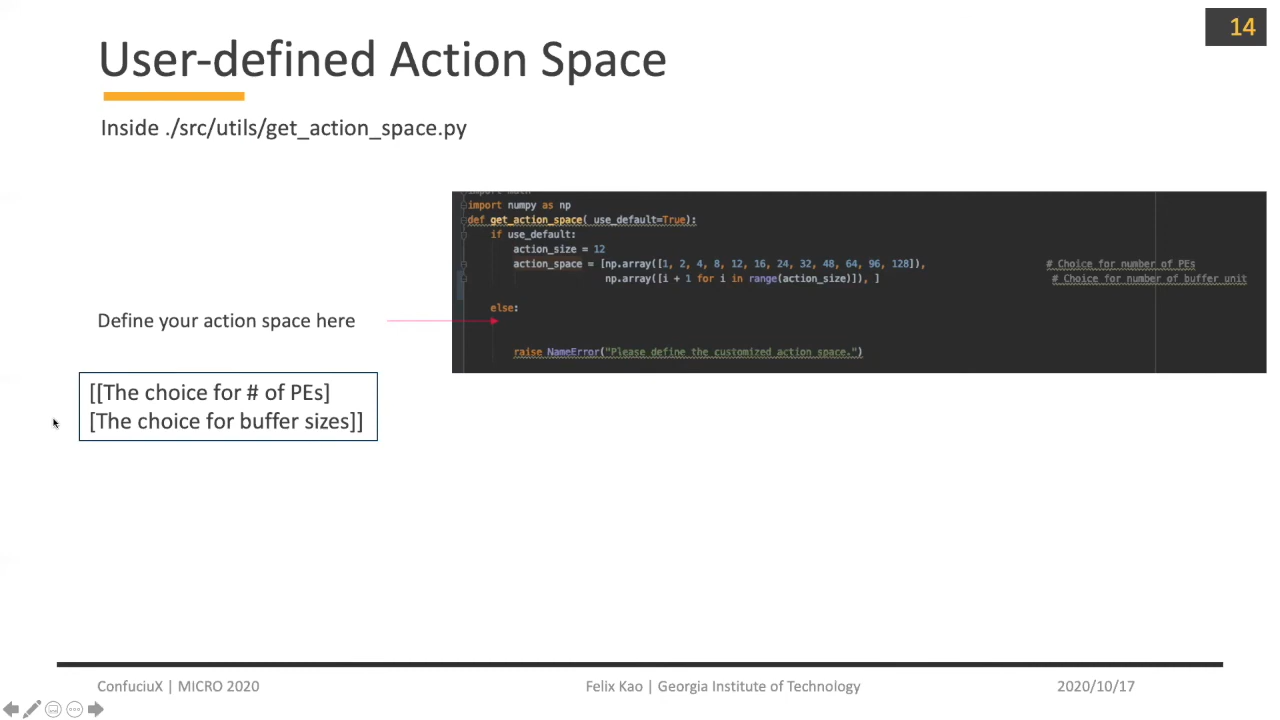 14
User-defined Action Space
Inside ./src/utils/get_action_space.py
import math
import numpy as np
def get_action_space( use_default=True):
if use_default:
action_size = 12
action_space = [np.array([1, 2, 4, 8, 12, 16, 24, 32, 48, 64, 96, 128]), # Choice for number of PEs
np.array([i + 1 for i in range(action_size)]), ] # Choice for number of buffer unit
else:
Define your action space here
raise NameError("Please define the customized action space.")
[[The choice for # of PEs]
[The choice for buffer sizes]]
ConfuciuX | MICRO 2020 Felix Kao | Georgia Institute of Technology 2020/10/17